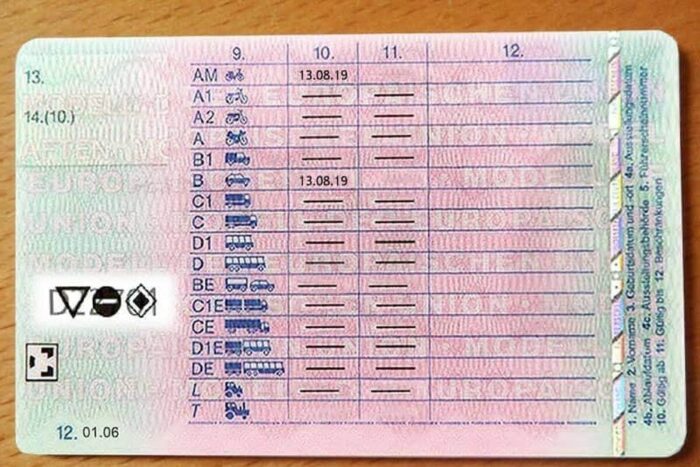 9. 10. 11. 12.
13.
AM 13.08.19
A1 — —
14.(10.)
A2 — —
A — —
B1 — —
B 13.08.19
C1 — —
C — —
D1 — —
D — —
BE — —
C1E — —
CE — —
D1E — —
DE — —
L — —
T
12. 01.06
1. Name 2. Vorname 3. Geburtsdatum und -ort 4a. Ausstellungsdatum
4b. Ablaufdatum 4c. Ausstellungsbehörde 5. Führerscheinnummer
10. Gültig ab 11. Gültig bis 12. Beschränkungen